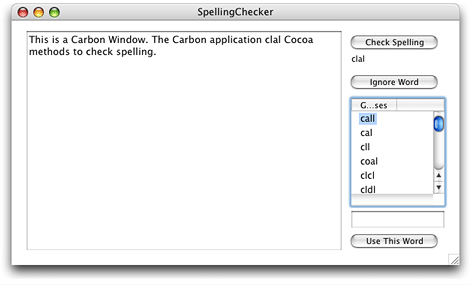 SpellingChecker
This is a Carbon Window. The Carbon application clal Cocoa
methods to check spelling.
Check Spelling
clal
Ignore Word
G...ses
call
cal
cll
coal
clcl
cldl
Use This Word